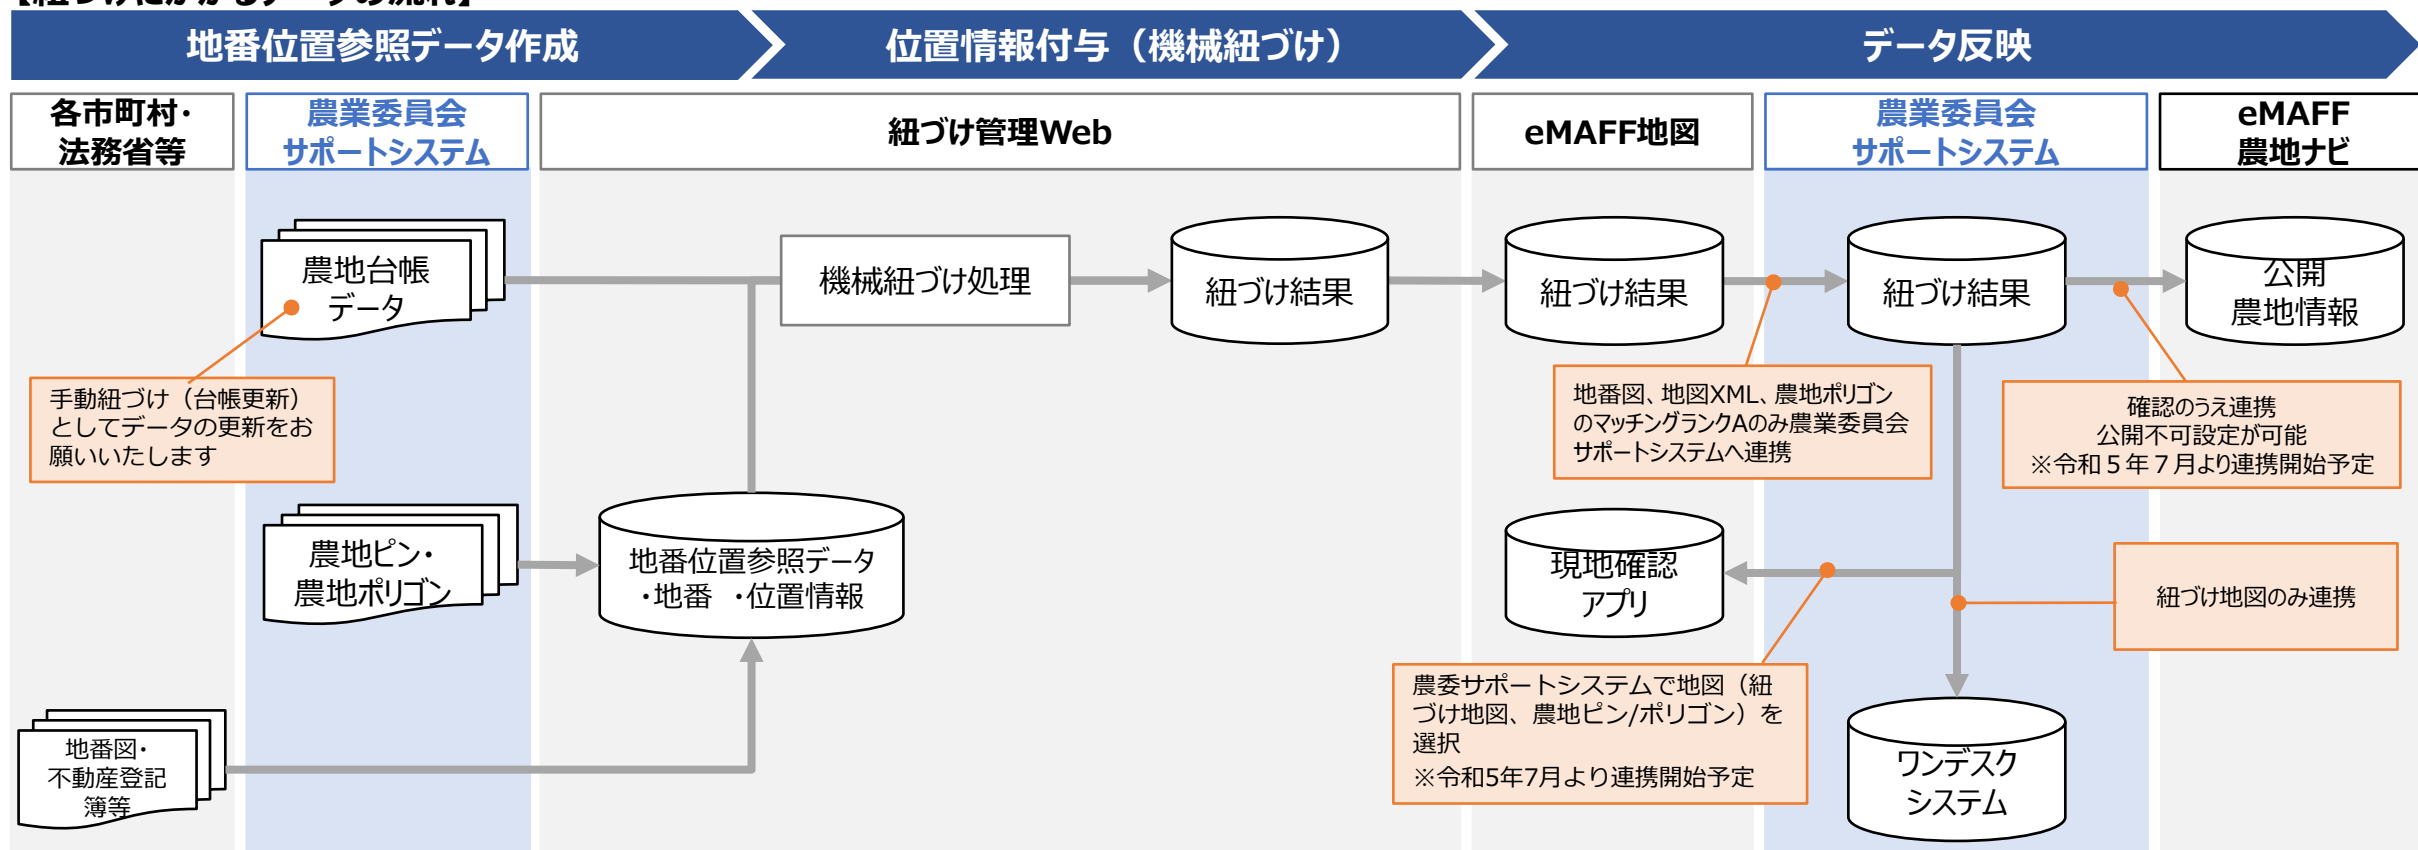 【紐づけにかかるデータの流れ】
地番位置参照データ作成
位置情報付与（機械紐づけ）
データ反映
各市町村・
法務省等
農業委員会
サポートシステム
紐づけ管理Web
eMAFF地図
農業委員会
サポートシステム
eMAFF
農地ナビ
農地台帳
データ
機械紐づけ処理
紐づけ結果
紐づけ結果
紐づけ結果
公開
農地情報
手動紐づけ（台帳更新）
としてデータの更新をお
願いいたします
地番図、地図XML、農地ポリゴン
のマッチングランクAのみ農業委員会
サポートシステムへ連携
確認のうえ連携
公開不可設定が可能
※令和５年７月より連携開始予定
農地ピン・
農地ポリゴン
地番位置参照データ
・地番　・位置情報
現地確認
アプリ
紐づけ地図のみ連携
農委サポートシステムで地図（紐
づけ地図、農地ピン/ポリゴン）を
選択
※令和5年7月より連携開始予定
地番図・
不動産登記
簿等
ワンデスク
システム